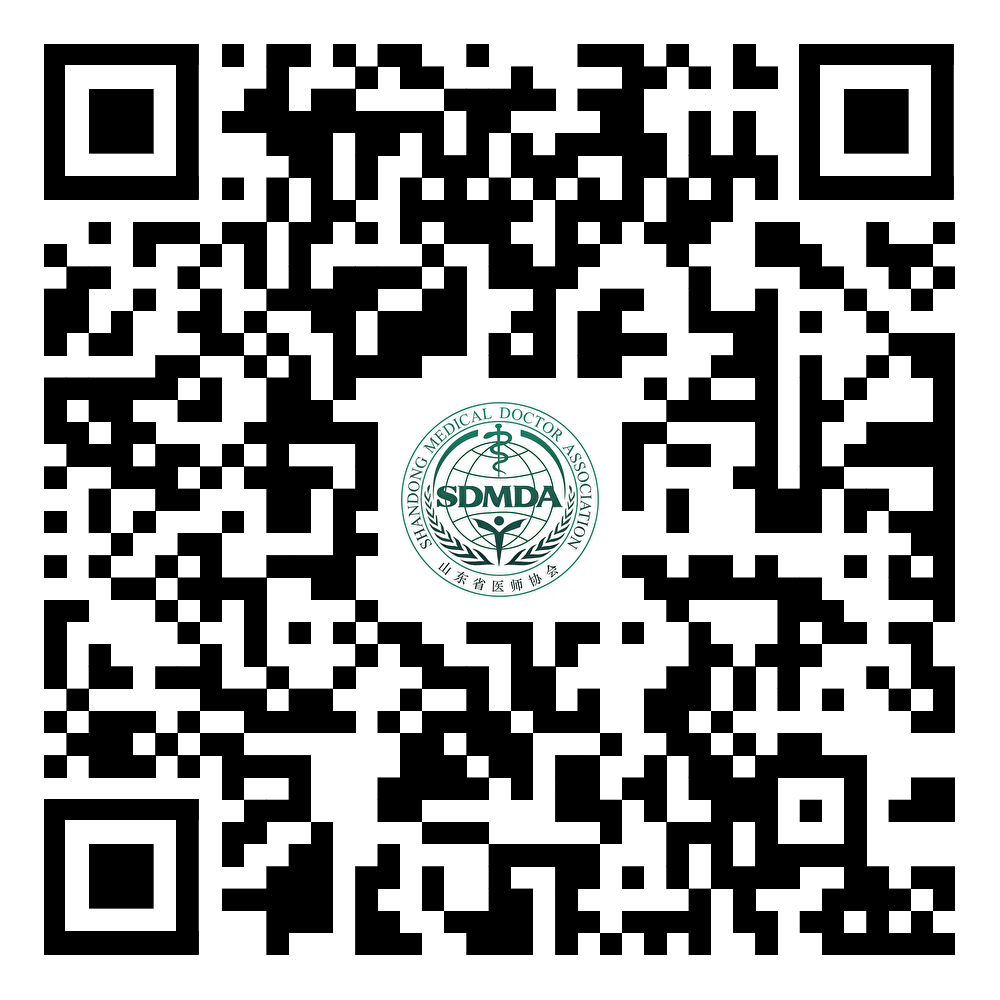 SHANDONG MEDICAL DOCTOR ASSOCIATION
SDMDA
山东省医师协会